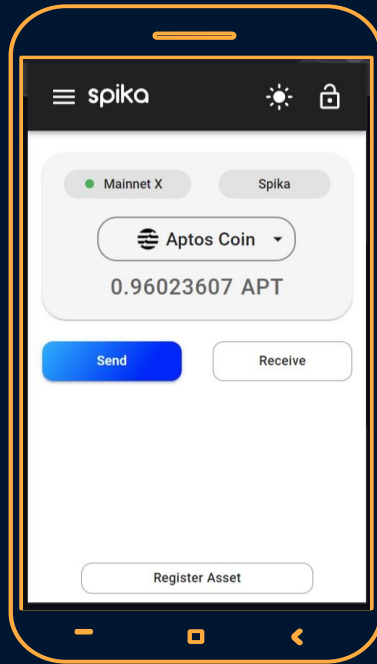 spika
Mainnet X Spika
Aptos Coin
0.96023607 APT
Send Receive
Register Asset